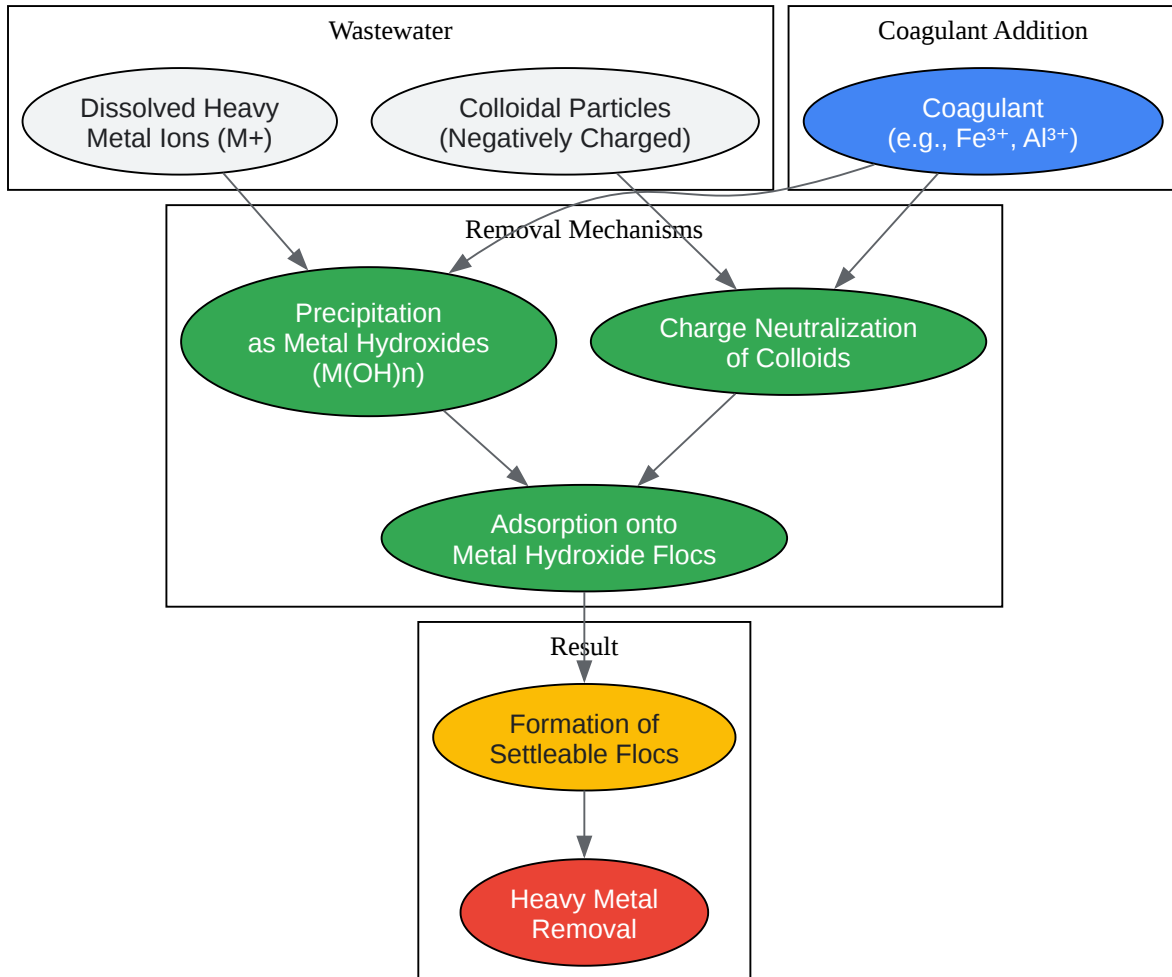 Wastewater
Coagulant Addition
Dissolved Heavy
Metal Ions (M+)
Colloidal Particles
(Negatively Charged)
Coagulant
(e.g., Fe³⁺, Al³⁺)
Removal Mechanisms
Precipitation
as Metal Hydroxides
(M(OH)n)
Charge Neutralization
of Colloids
Adsorption onto
Metal Hydroxide Flocs
Result
Formation of
Settleable Flocs
Heavy Metal
Removal